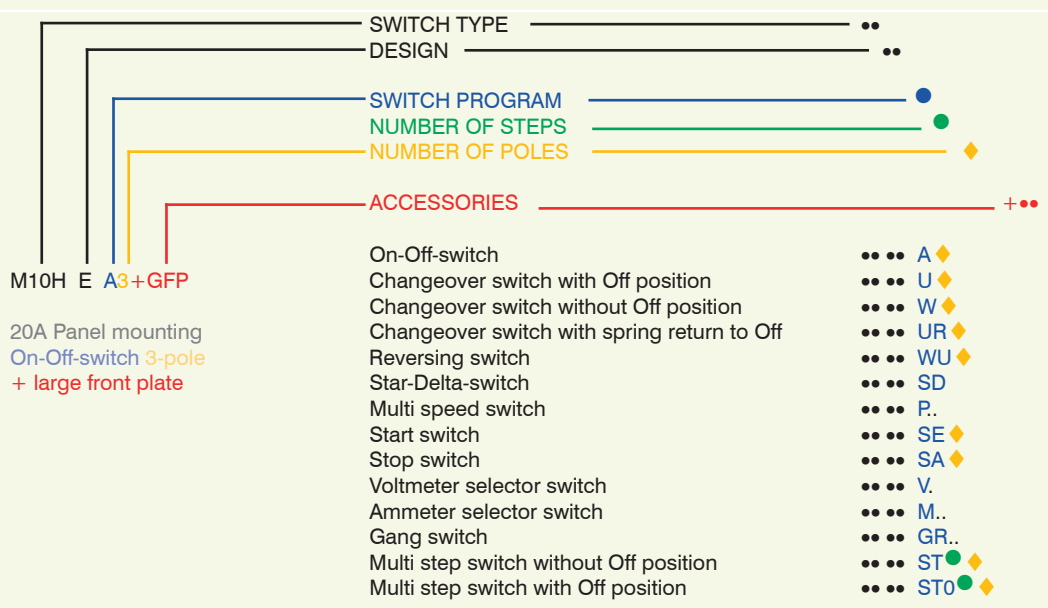 SWITCH TYPE ••
DESIGN ••
SWITCH PROGRAM ●
NUMBER OF STEPS ●
NUMBER OF POLES ♦
ACCESSORIES +••
M10H E A3+GFP
20A Panel mounting
On-Off-switch 3-pole
+ large front plate
On-Off-switch •• •• A♦
Changeover switch with Off position •• •• U♦
Changeover switch without Off position •• •• W♦
Changeover switch with spring return to Off •• •• UR♦
Reversing switch •• •• WU♦
Star-Delta-switch •• •• SD
Multi speed switch •• •• P..
Start switch •• •• SE♦
Stop switch •• •• SA♦
Voltmeter selector switch •• •• V.
Ammeter selector switch •• •• M..
Gang switch •• •• GR..
Multi step switch without Off position •• •• ST●♦
Multi step switch with Off position •• •• ST0●♦